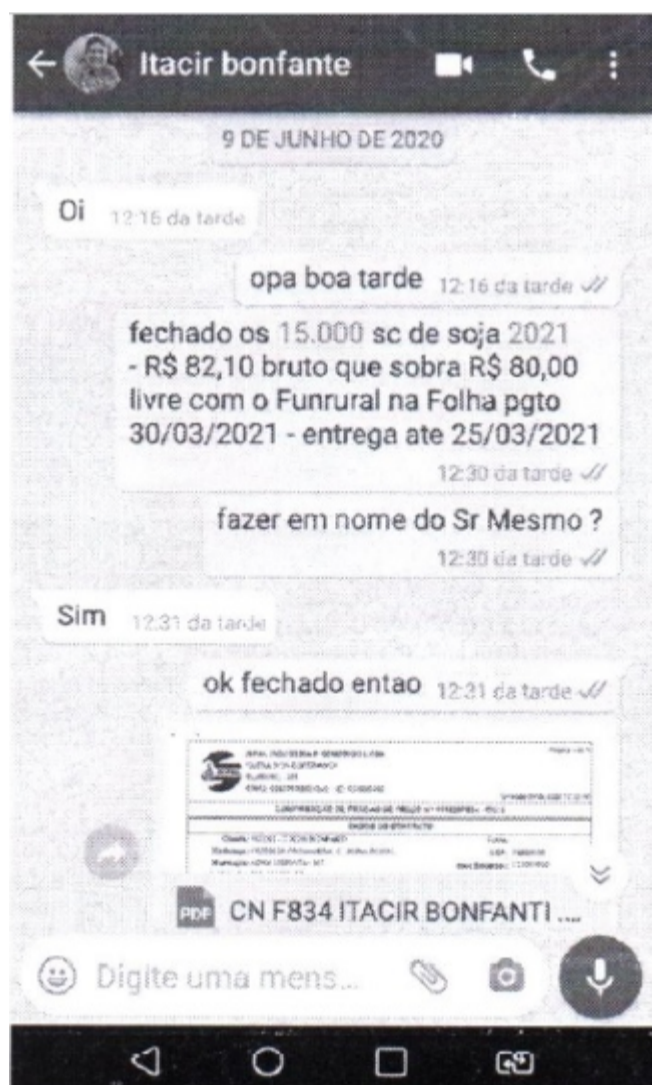 Itacir bonfante
9 DE JUNHO DE 2020
Oi 12:16 da tarde
opa boa tarde 12:16 da tarde
fechado os 15.000 sc de soja 2021
- R$ 82,10 bruto que sobra R$ 80,00
livre com o Funrural na Folha pgto
30/03/2021 - entrega ate 25/03/2021
12:30 da tarde
fazer em nome do Sr Mesmo ?
12:30 da tarde
Sim 12:31 da tarde
ok fechado entao 12:31 da tarde
PDF CN F834 ITACIR BONFANTI ....
Digite uma mens...